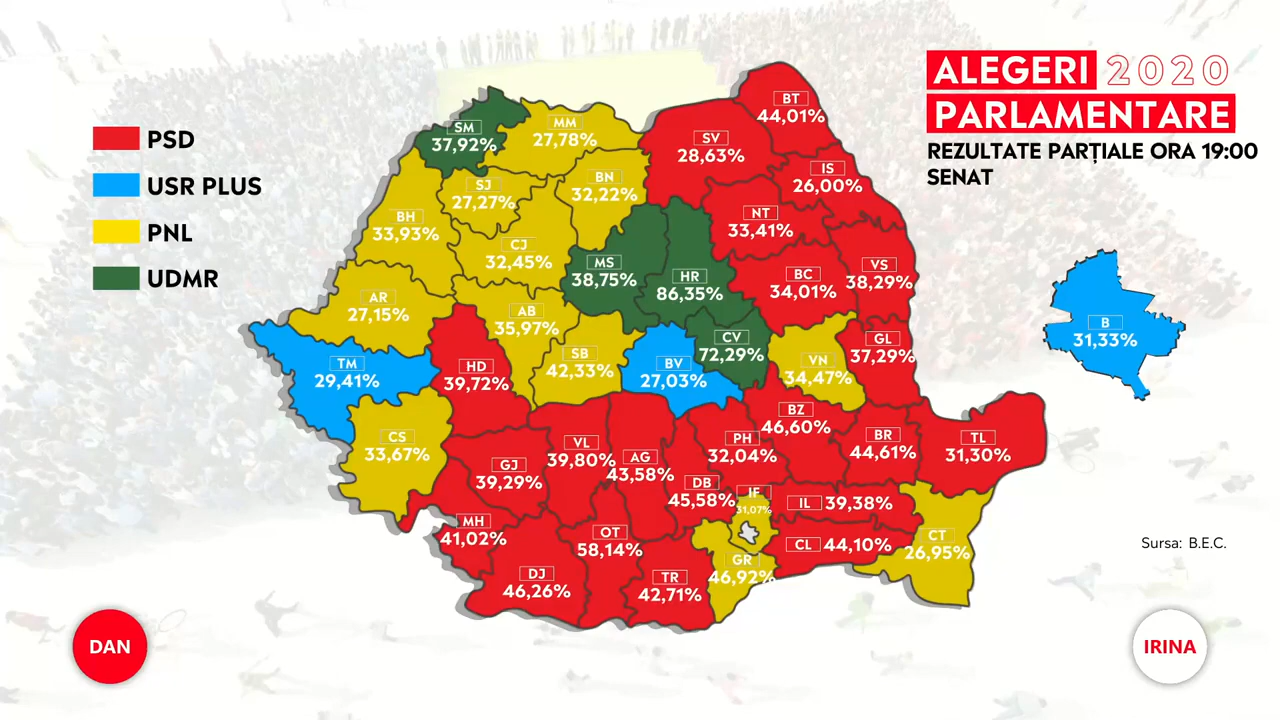 ALEGERI 2020
PARLAMENTARE
REZULTATE PARȚIALE ORA 19:00
SENAT
PSD
USR PLUS
PNL
UDMR
BT
44,01%
SM
37,92%
MM
27,78%
SV
28,63%
IS
26,00%
SJ
27,27%
BN
32,22%
BH
33,93%
NT
33,41%
CJ
32,45%
MS
38,75%
HR
86,35%
BC
34,01%
VS
38,29%
AR
27,15%
AB
35,97%
B
31,33%
CV
72,29%
GL
37,29%
TM
29,41%
HD
39,72%
SB
42,33%
BV
27,03%
VN
34,47%
CS
33,67%
BZ
46,60%
VL
39,80%
AG
43,58%
PH
32,04%
BR
44,61%
TL
31,30%
GJ
39,29%
DB
45,58%
IF
31,07%
IL 39,38%
MH
41,02%
OT
58,14%
CL 44,10%
CT
26,95%
GR
46,92%
DJ
46,26%
TR
42,71%
Sursa: B.E.C.
DAN
IRINA